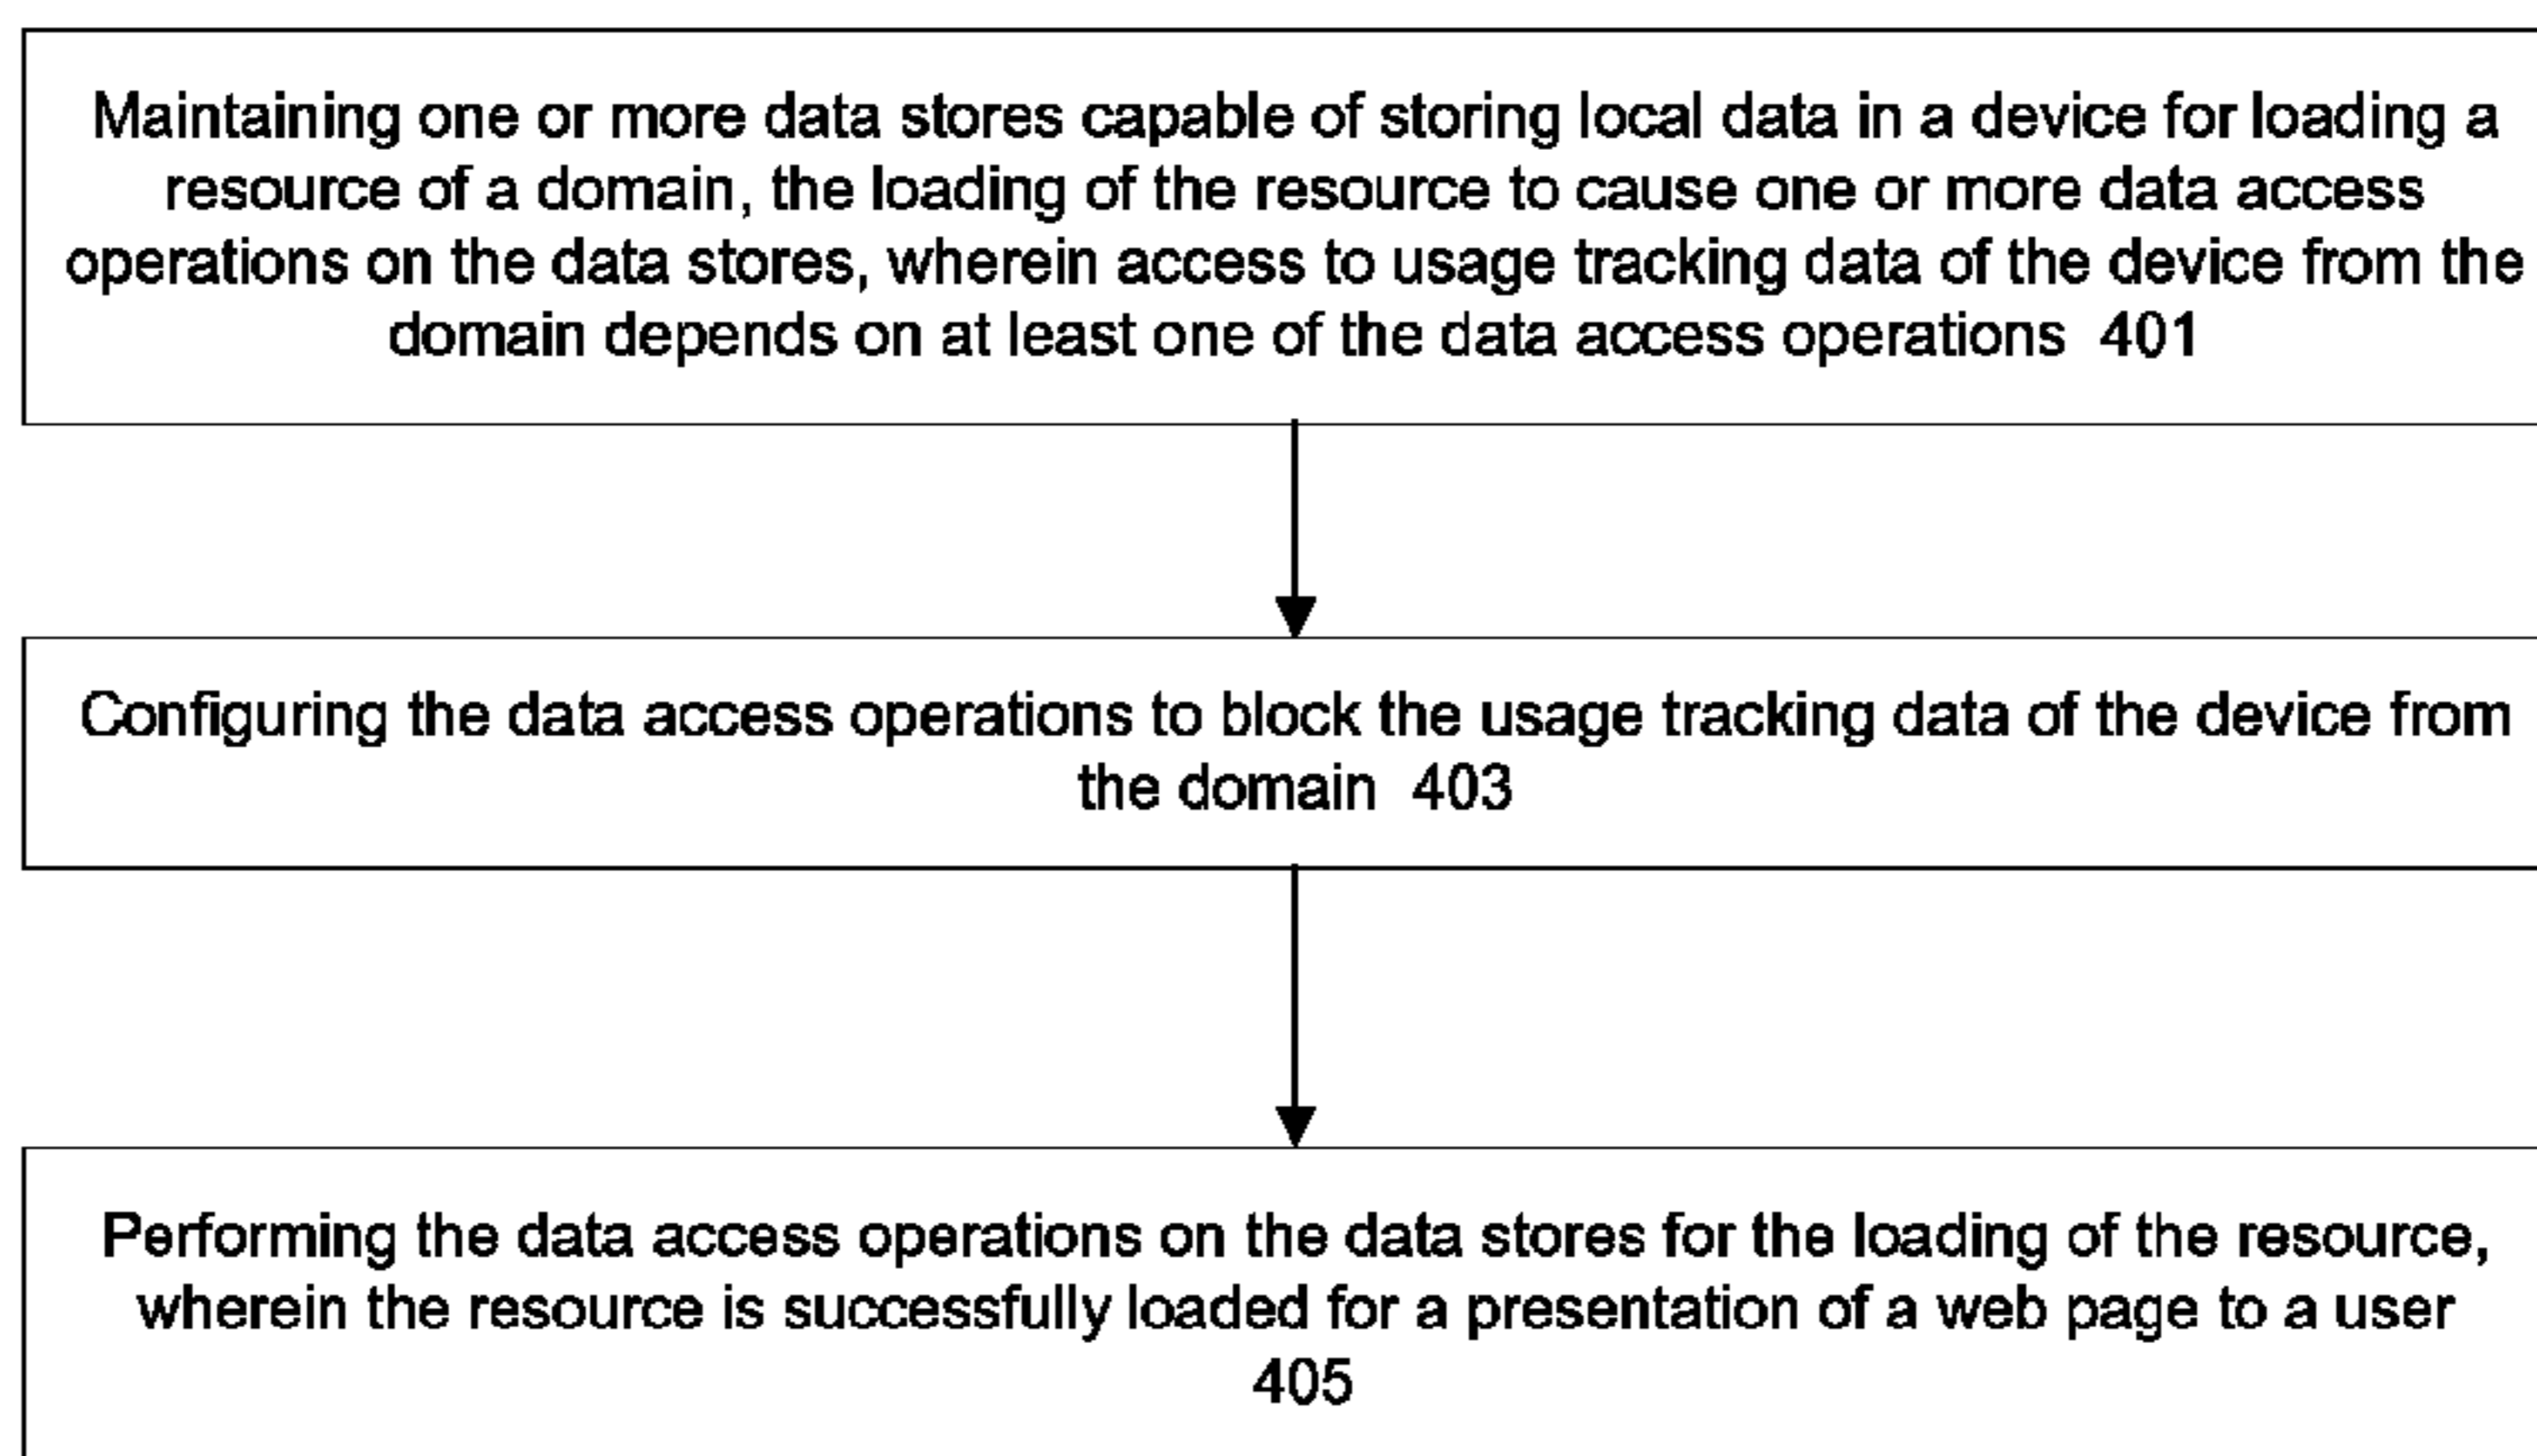 Maintaining one or more data stores capable of storing local data in a device for loading a
resource of a domain, the loading of the resource to cause one or more data access
operations on the data stores, wherein access to usage tracking data of the device from the
domain depends on at least one of the data access operations 401
Configuring the data access operations to block the usage tracking data of the device from
the domain 403
Performing the data access operations on the data stores for the loading of the resource,
wherein the resource is successfully loaded for a presentation of a web page to a user
405